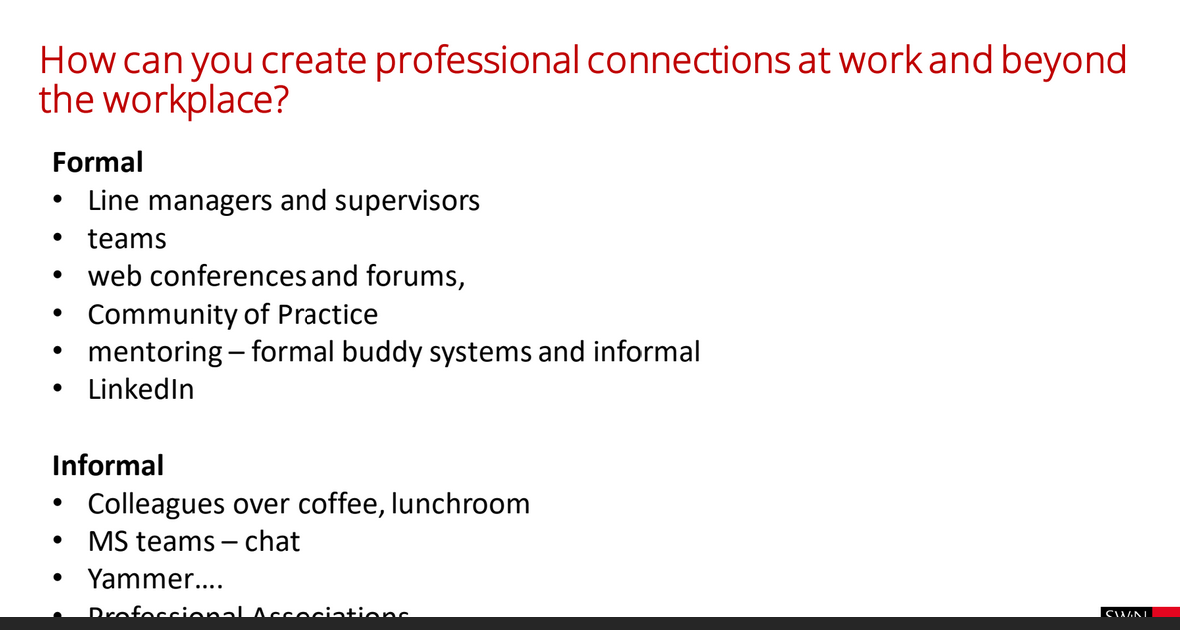 How can you create professional connections at work and beyond
the workplace?
Formal
• Line managers and supervisors
• teams
• web conferences and forums,
• Community of Practice
• mentoring – formal buddy systems and informal
• LinkedIn
Informal
• Colleagues over coffee, lunchroom
• MS teams – chat
• Yammer....
• Professional Associations